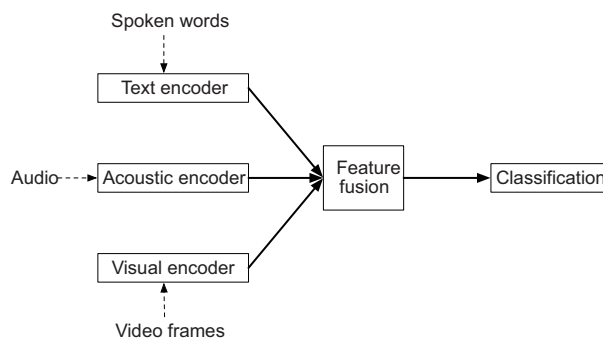 Spoken words
Text encoder
Audio
Acoustic encoder
Feature
fusion
Classification
Visual encoder
Video frames